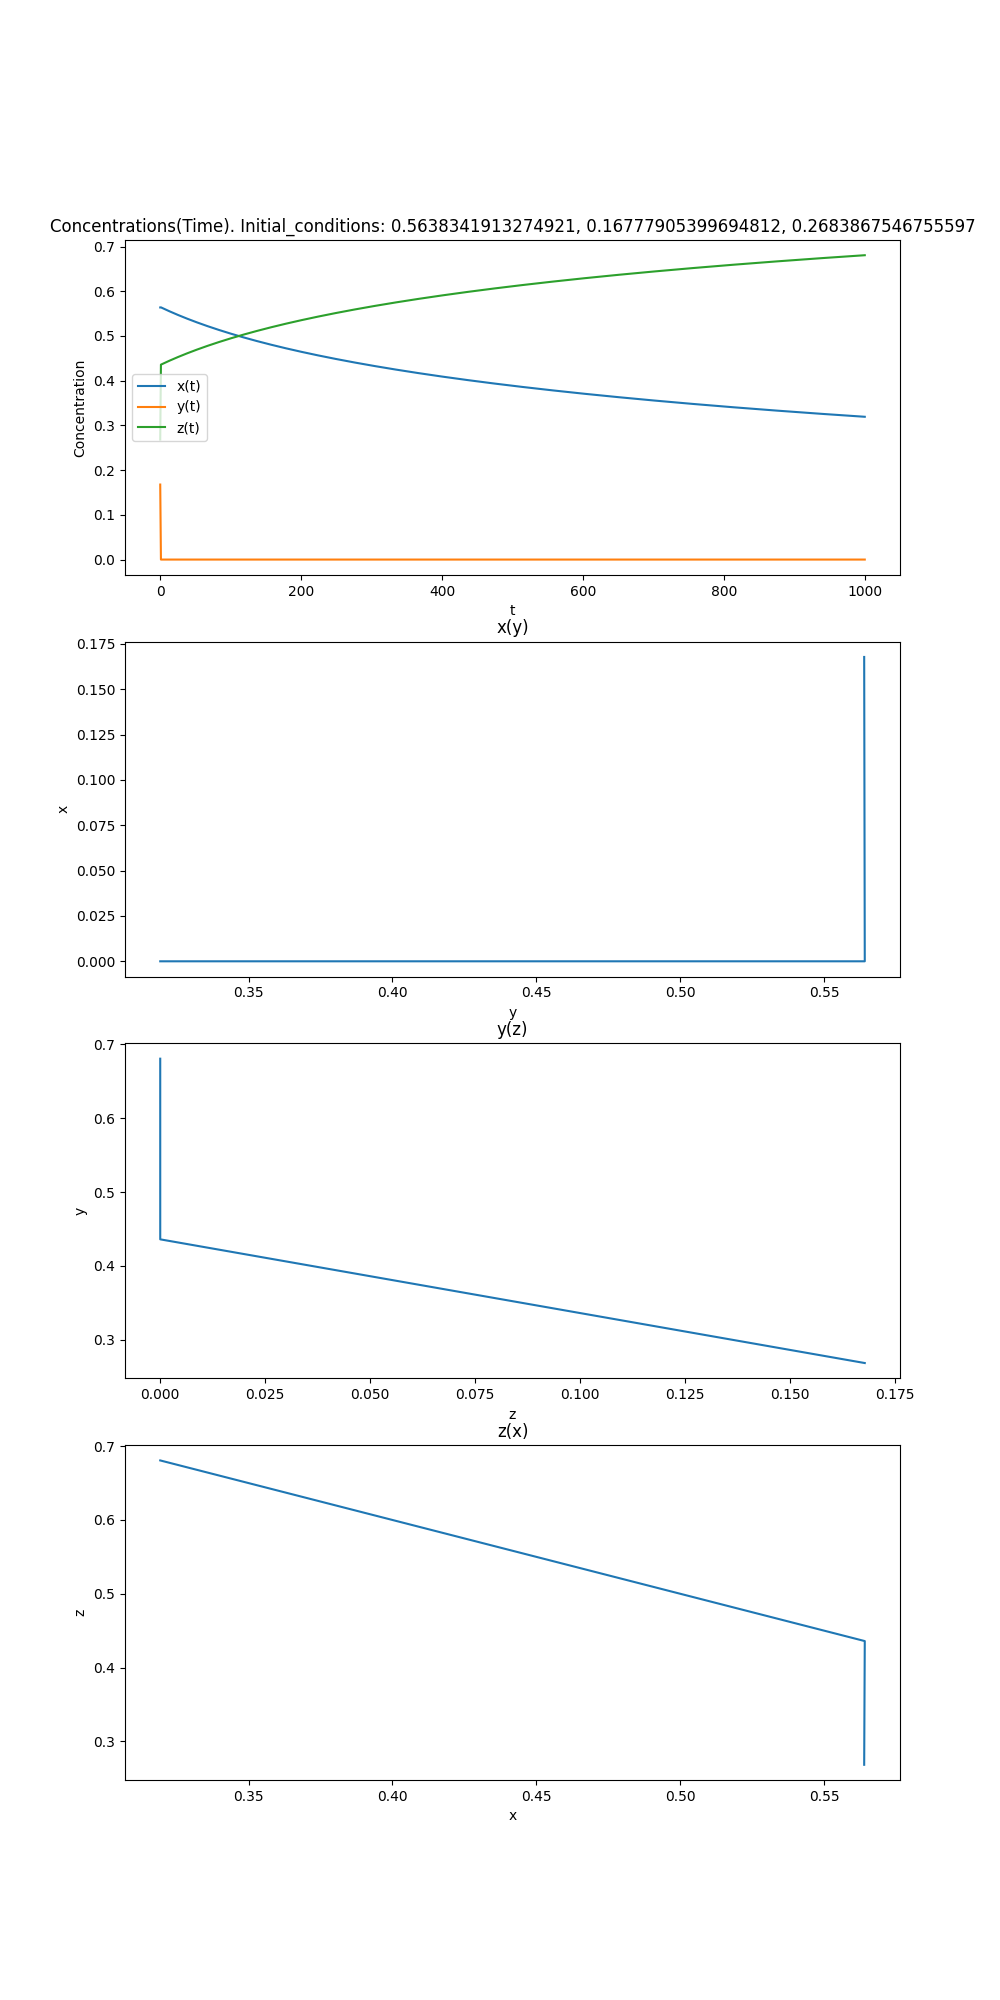 Concentrations(Time). Initial_conditions: 0.5638341913274921, 0.16777905399694812, 0.2683867546755597
0.7
0.6
0.5
0.4
0.3
0.2
0.1
0.0
Concentration
x(t)
y(t)
z(t)
0 200 400 600 800 1000
t
x(y)
0.175
0.150
0.125
0.100
0.075
0.050
0.025
0.000
x
0.35 0.40 0.45 0.50 0.55
y
y(z)
0.7
0.6
0.5
0.4
0.3
y
0.000 0.025 0.050 0.075 0.100 0.125 0.150 0.175
z
z(x)
0.7
0.6
0.5
0.4
0.3
z
0.35 0.40 0.45 0.50 0.55
x